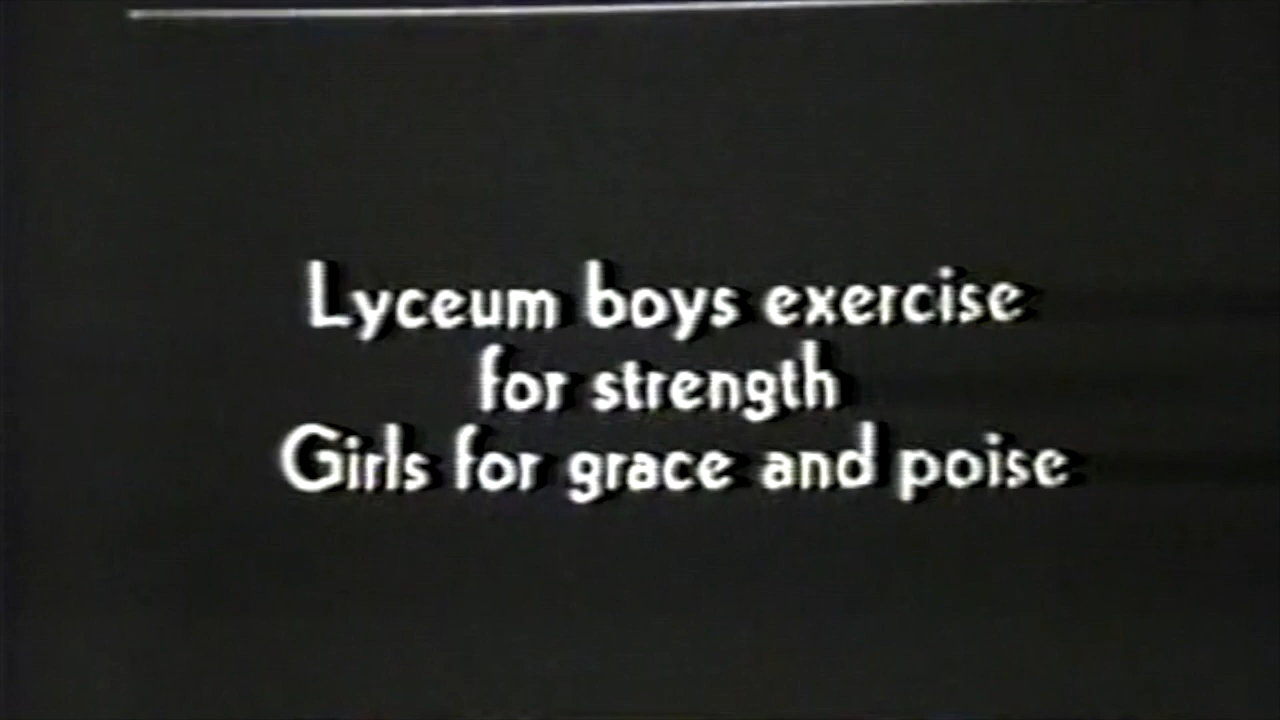 Lyceum boys exercise
for strength
Girls for grace and poise